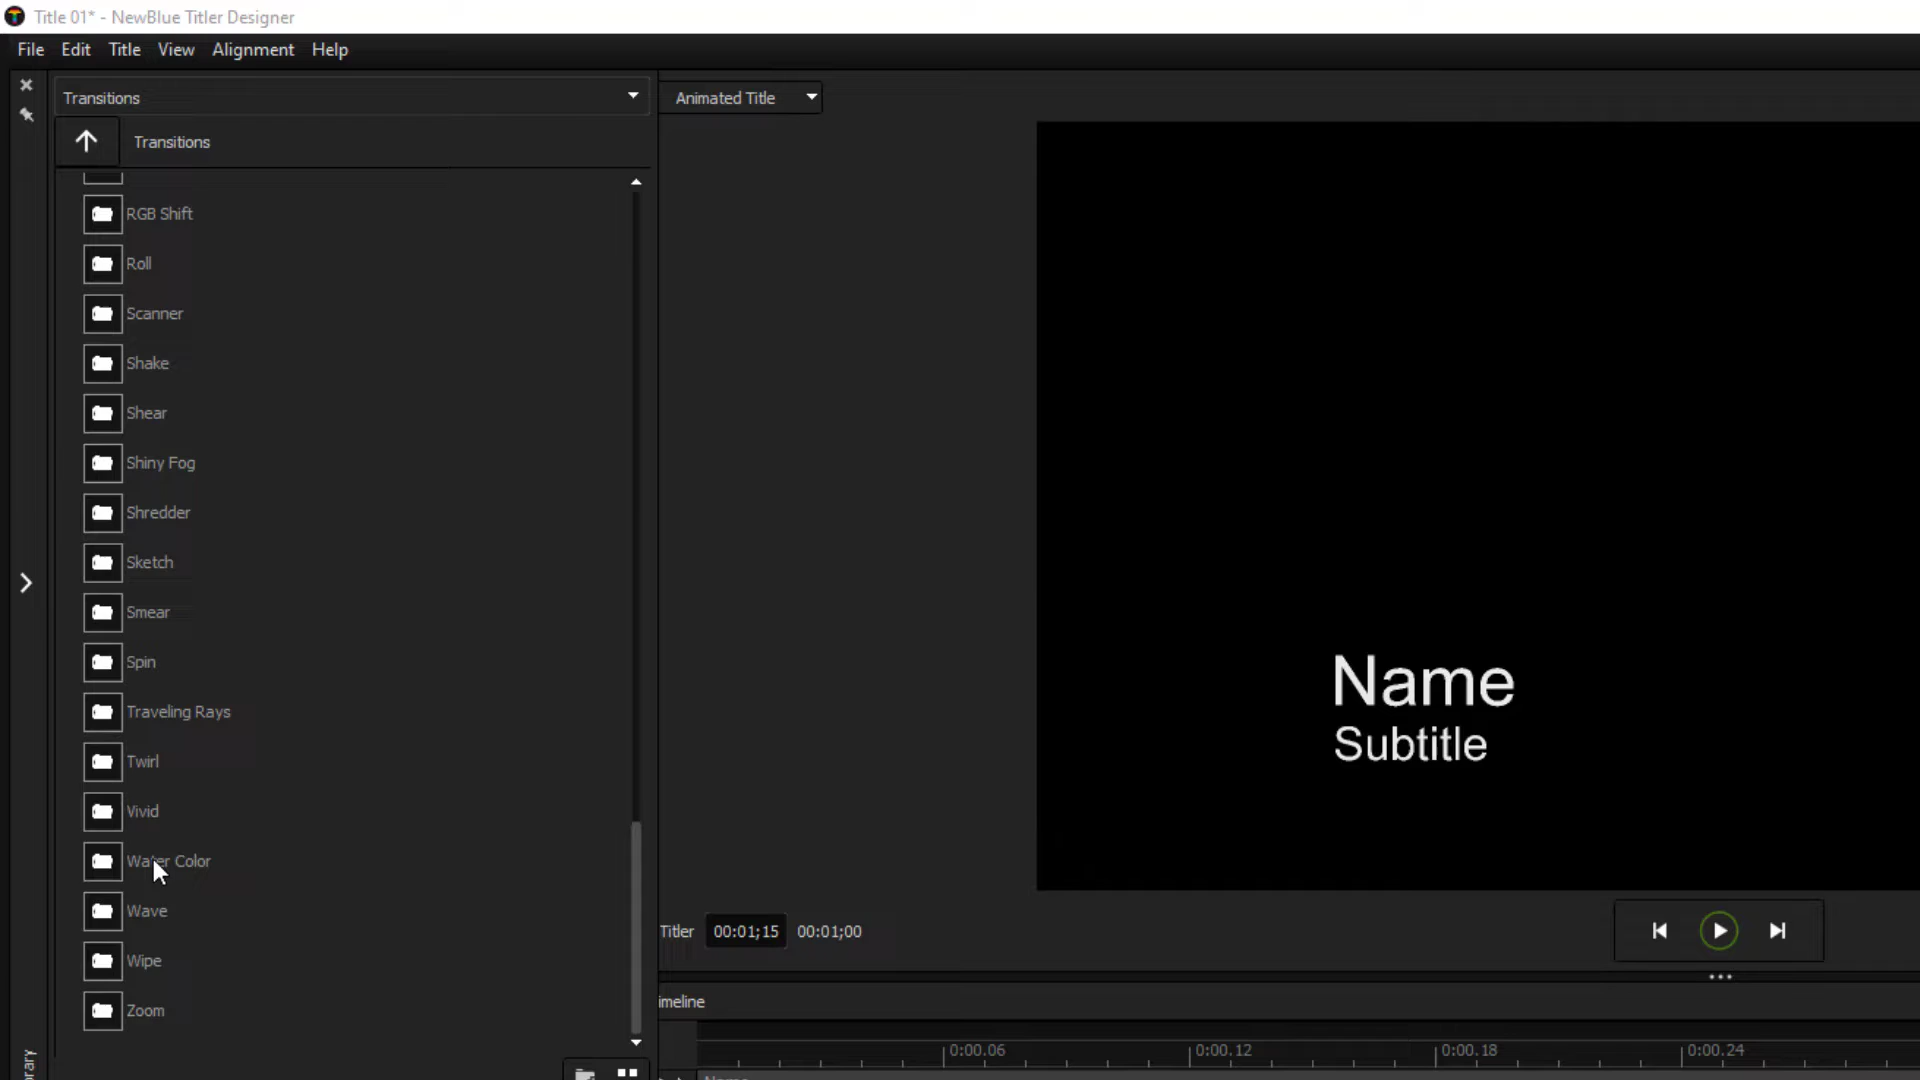 Title 01* - NewBlue Titler Designer
File Edit Title View Alignment Help
Transitions
Animated Title
Transitions
RGB Shift
Roll
Scanner
Shake
Shear
Shiny Fog
Shredder
Sketch
Smear
Spin
Traveling Rays
Twirl
Vivid
Water Color
Wave
Wipe
Zoom
Name
Subtitle
Titler 00:01;15 00:01;00
imeline
0:00.06 0:00.12 0:00.18 0:00.24
rary
Name